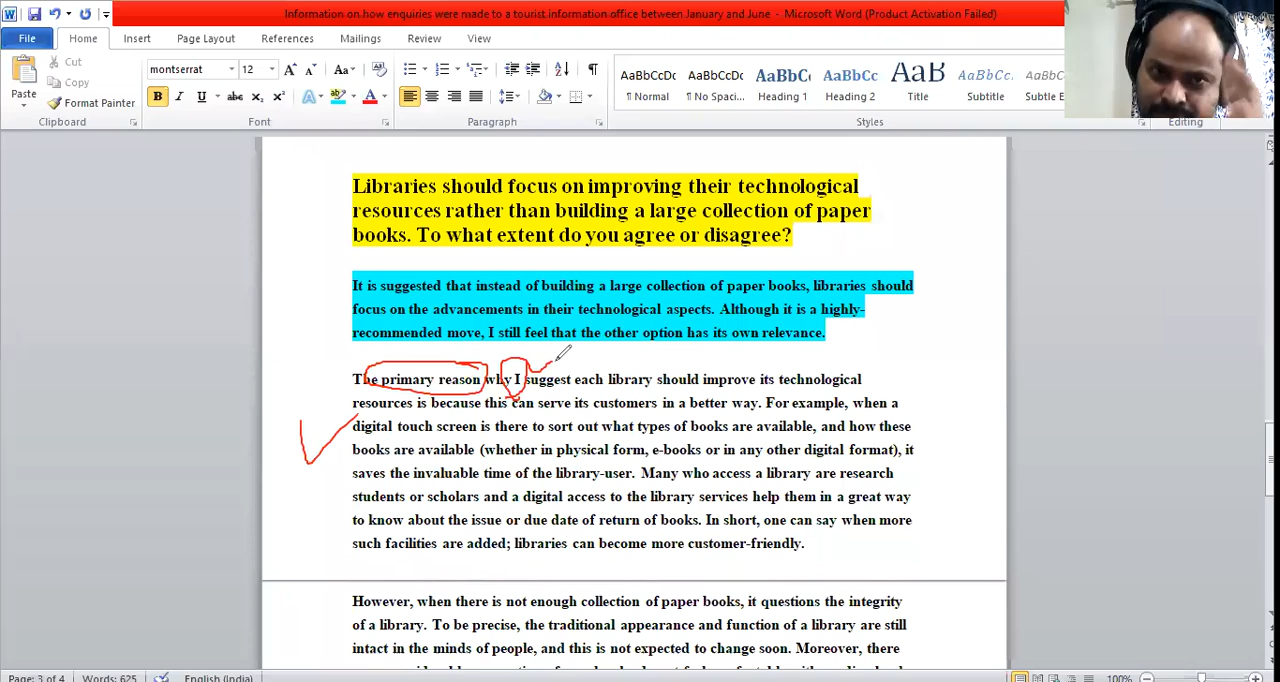 Information on how enquiries were made to a tourist information office between January and June - Microsoft Word (Product Activation Failed)
File Home Insert Page Layout References Mailings Review View
Cut
Copy
Paste
Format Painter
Clipboard
montserrat 12
Font
Paragraph
AaBbCcDc AaBbCcDc AaBbC AaBbCc AaB AaBbCcL AaBbCc
¶ Normal ¶ No Spaci... Heading 1 Heading 2 Title Subtitle Subtle E
Styles
Editing
Libraries should focus on improving their technological
resources rather than building a large collection of paper
books. To what extent do you agree or disagree?
It is suggested that instead of building a large collection of paper books, libraries should
focus on the advancements in their technological aspects. Although it is a highly-
recommended move, I still feel that the other option has its own relevance.
The primary reason why I suggest each library should improve its technological
resources is because this can serve its customers in a better way. For example, when a
digital touch screen is there to sort out what types of books are available, and how these
books are available (whether in physical form, e-books or in any other digital format), it
saves the invaluable time of the library-user. Many who access a library are research
students or scholars and a digital access to the library services help them in a great way
to know about the issue or due date of return of books. In short, one can say when more
such facilities are added; libraries can become more customer-friendly.
However, when there is not enough collection of paper books, it questions the integrity
of a library. To be precise, the traditional appearance and function of a library are still
intact in the minds of people, and this is not expected to change soon. Moreover, there
Page: 3 of 4 Words: 625 English (India) 100%